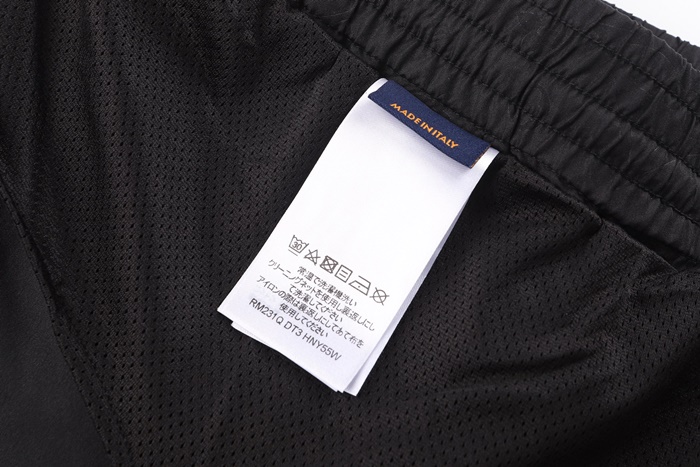 MADE IN ITALY
30
常温で洗濯機洗い
クリーニングネットを使用し裏返しにし
て洗濯してください
アイロンの際は裏返しにしてあて布を
使用してください
RM231Q DT3 HNY55W